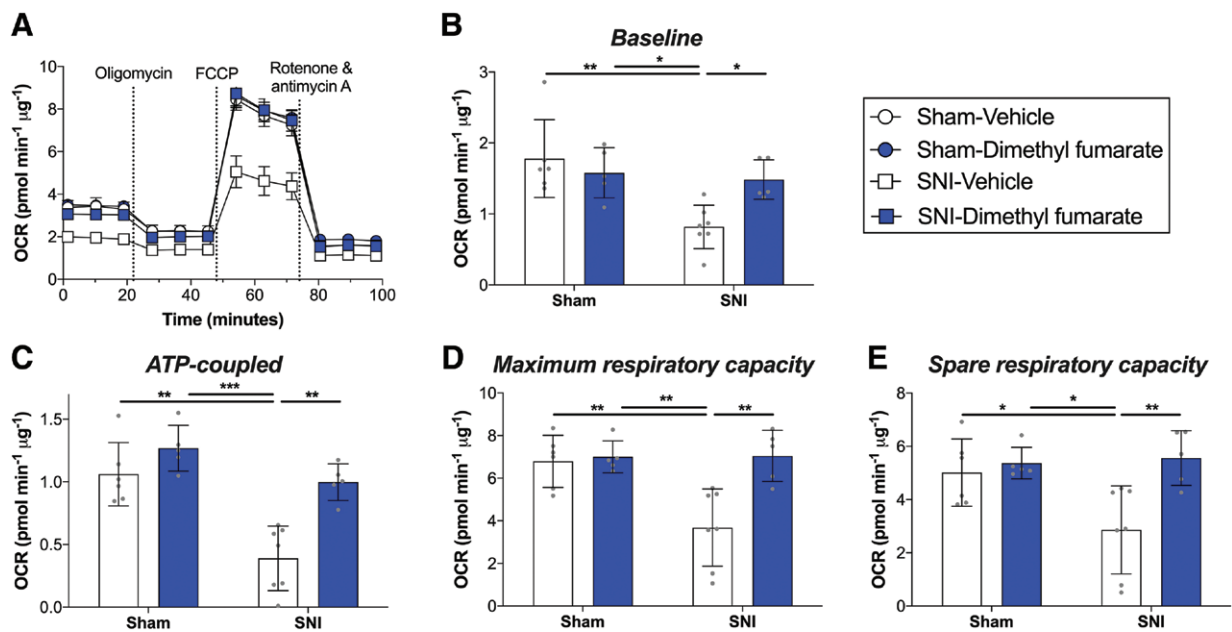 A
OCR (pmol min⁻¹ μg⁻¹)
10
8
6
4
2
0
Oligomycin
FCCP
Rotenone &
antimycin A
0
20
40
60
80
100
Time (minutes)
B
Baseline
OCR (pmol min⁻¹ μg⁻¹)
3
2
1
0
**
*
*
Sham
SNI
Sham-Vehicle
Sham-Dimethyl fumarate
SNI-Vehicle
SNI-Dimethyl fumarate
C
ATP-coupled
OCR (pmol min⁻¹ μg⁻¹)
1.5
1.0
0.5
0.0
**
***
**
Sham
SNI
D
Maximum respiratory capacity
OCR (pmol min⁻¹ μg⁻¹)
10
8
6
4
2
0
**
**
**
Sham
SNI
E
Spare respiratory capacity
OCR (pmol min⁻¹ μg⁻¹)
8
6
4
2
0
*
*
**
Sham
SNI